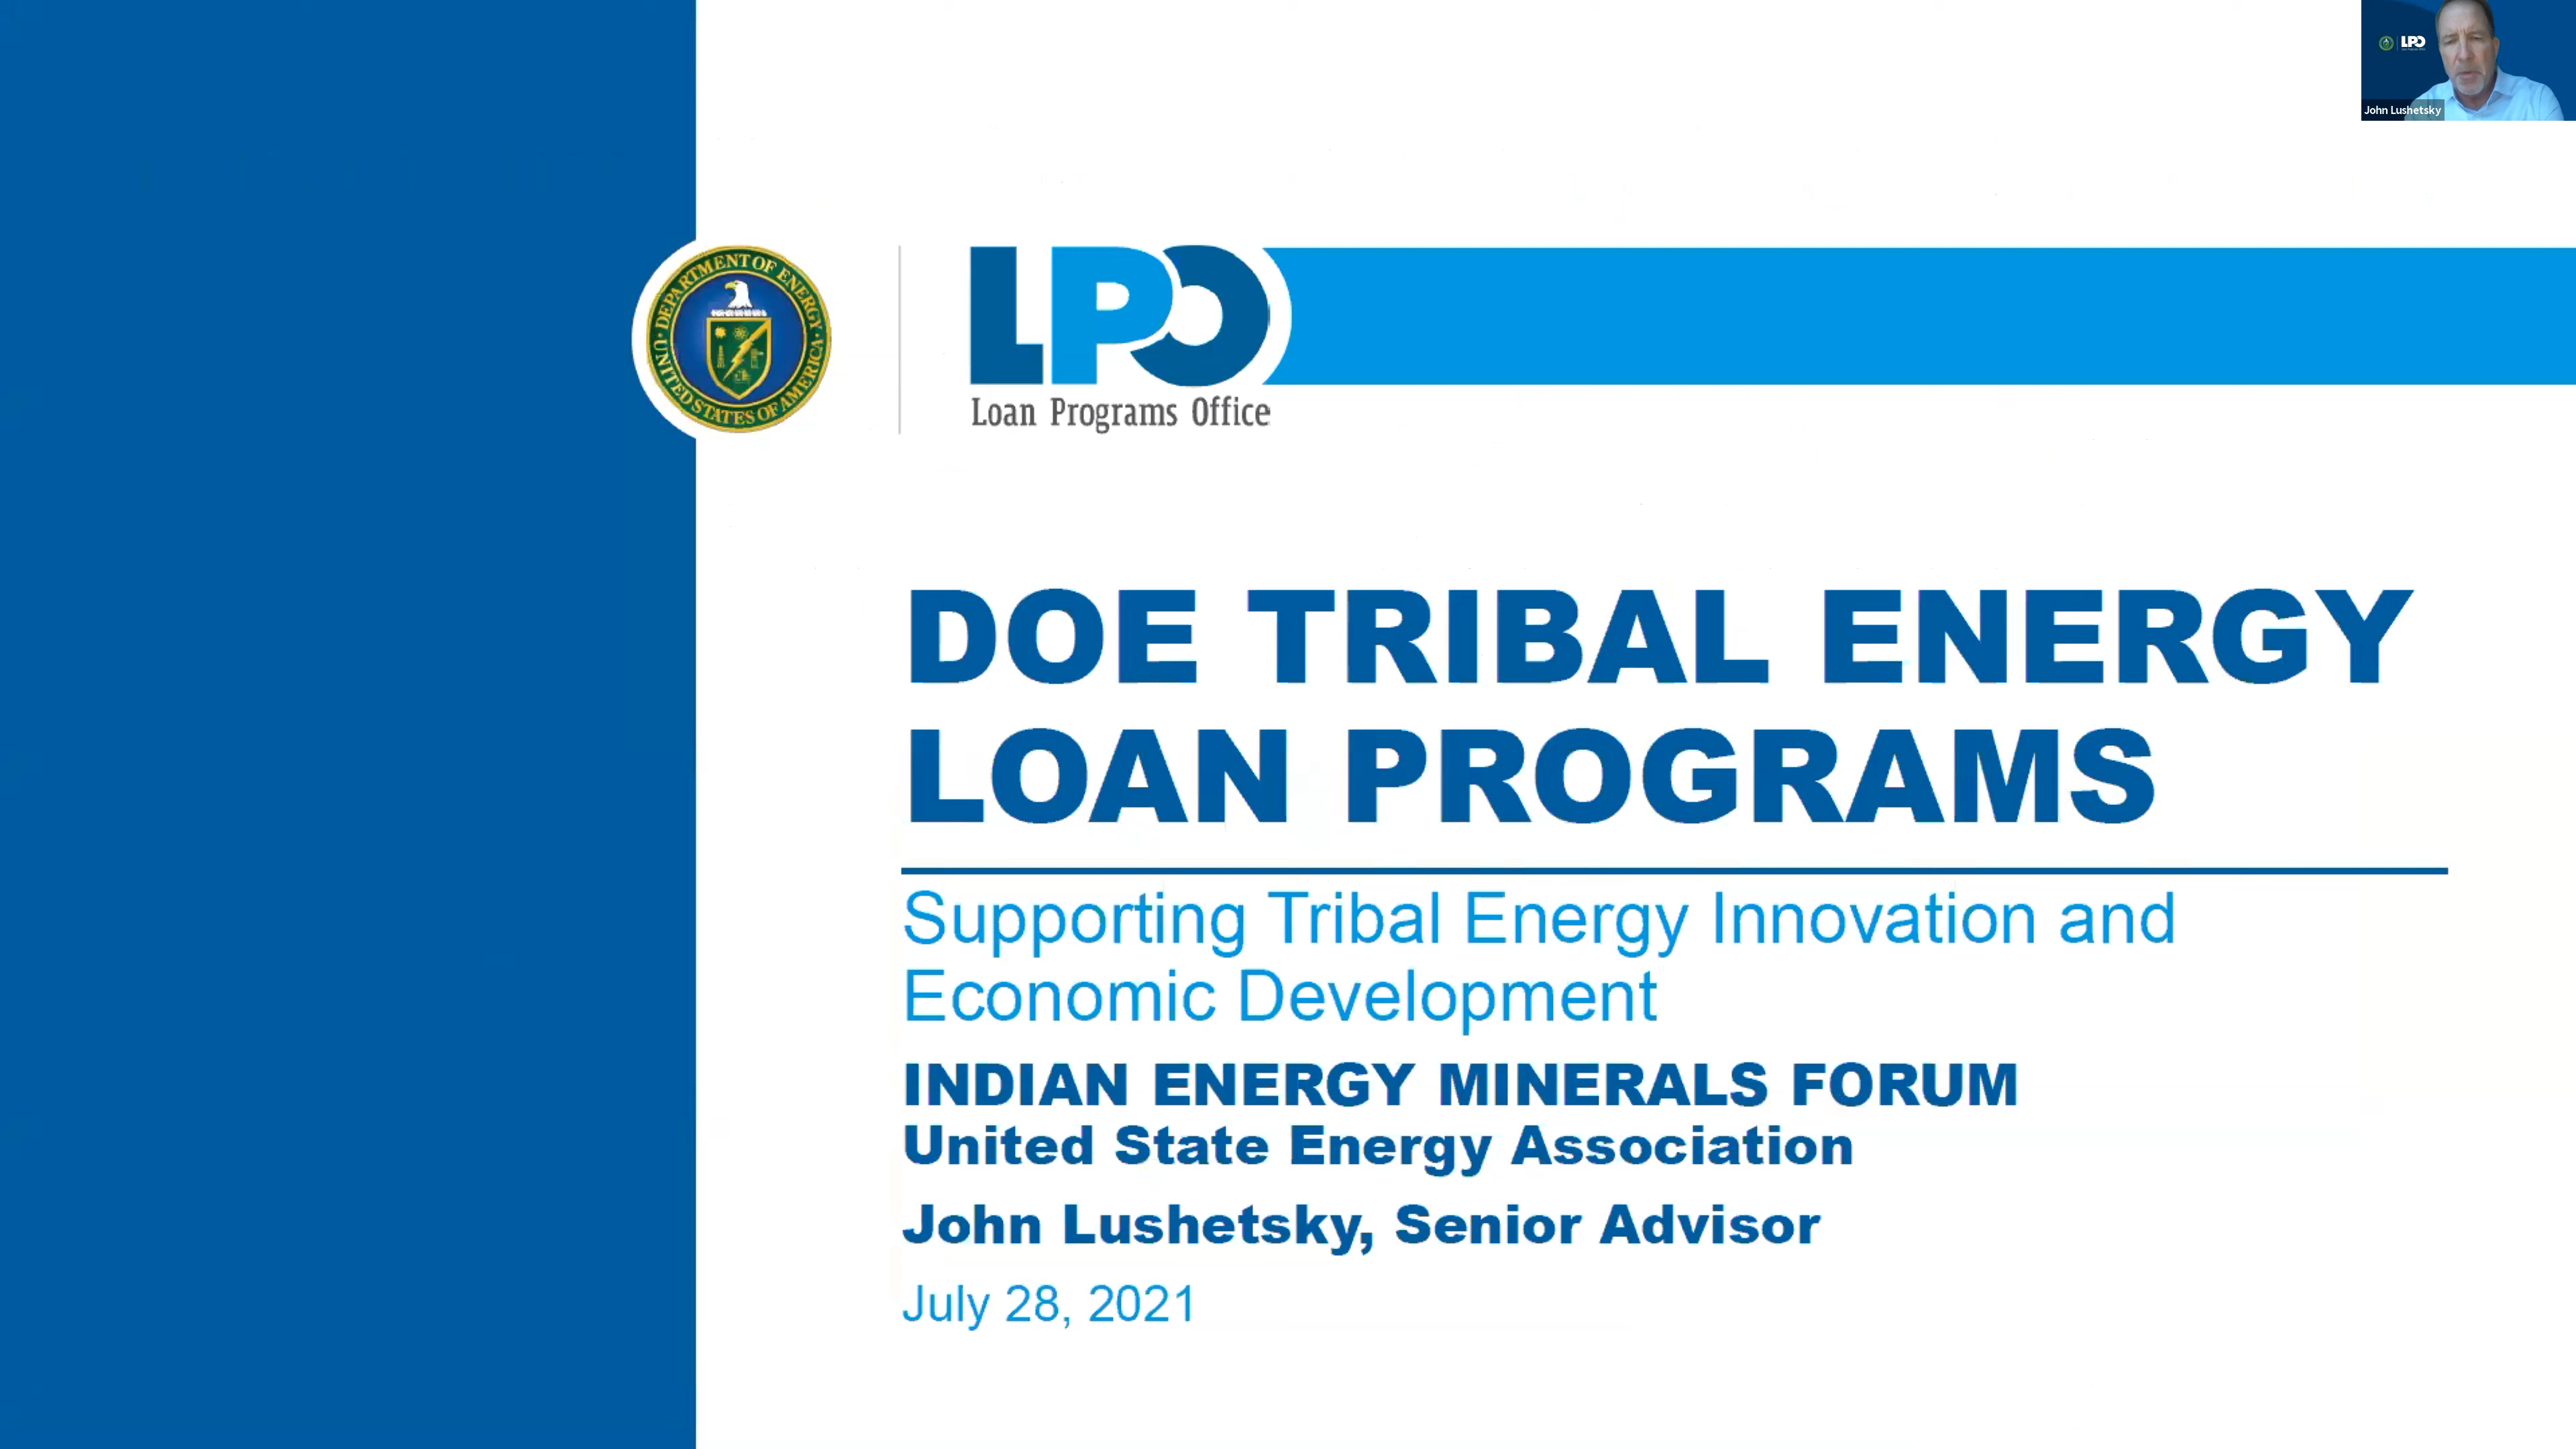 LPO
John Lushetsky
DEPARTMENT OF ENERGY
UNITED STATES OF AMERICA
LPO
Loan Programs Office
DOE TRIBAL ENERGY
LOAN PROGRAMS
Supporting Tribal Energy Innovation and
Economic Development
INDIAN ENERGY MINERALS FORUM
United State Energy Association
John Lushetsky, Senior Advisor
July 28, 2021